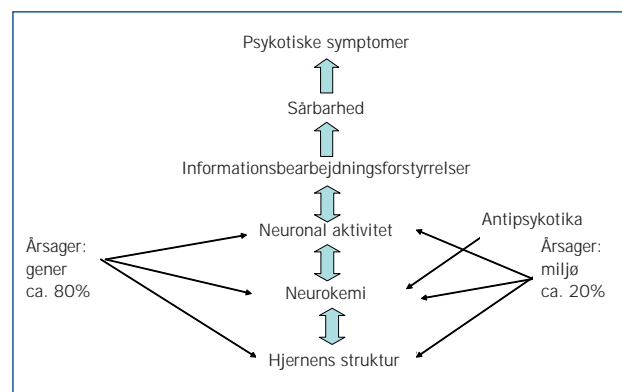 Psykotiske symptomer
Sårbarhed
Informationsbearbejdningsforstyrrelser
Neuronal aktivitet
Antipsykotika
Årsager:
gener
ca. 80%
Årsager:
miljø
ca. 20%
Neurokemi
Hjernens struktur